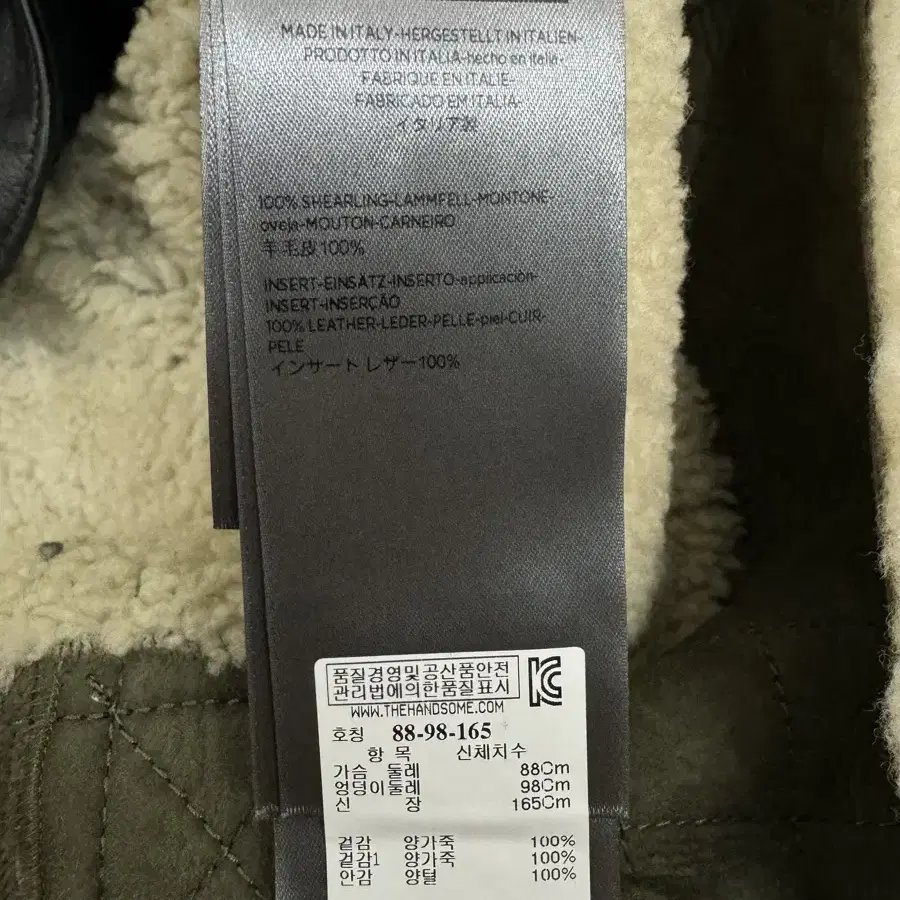 MADE IN ITALY-HERGESTELLT IN ITALIEN-
PRODOTTO IN ITALIA-hecho en italia-
FABRIQUE EN ITALIE-
FABRICADO EM ITALIA-
イタリア製
100% SHEARLING-LAMMFELL-MONTONE-
oveja-MOUTON-CARNEIRO
羊毛皮100%
INSERT-EINSATZ-INSERTO-applicación-
INSERT-INSERÇÃO
100% LEATHER-LEDER-PELLE-piel-CUIR-
PELE
インサート レザー100%
품질경영및공산품안전
관리법에의한품질표시
WWW.THEHANDSOME.COM
호칭 88-98-165
항 목 신체치수
가슴 둘레 88Cm
엉덩이둘레 98Cm
신 장 165Cm
겉감 양가죽 100%
겉감1 양가죽 100%
안감 양털 100%